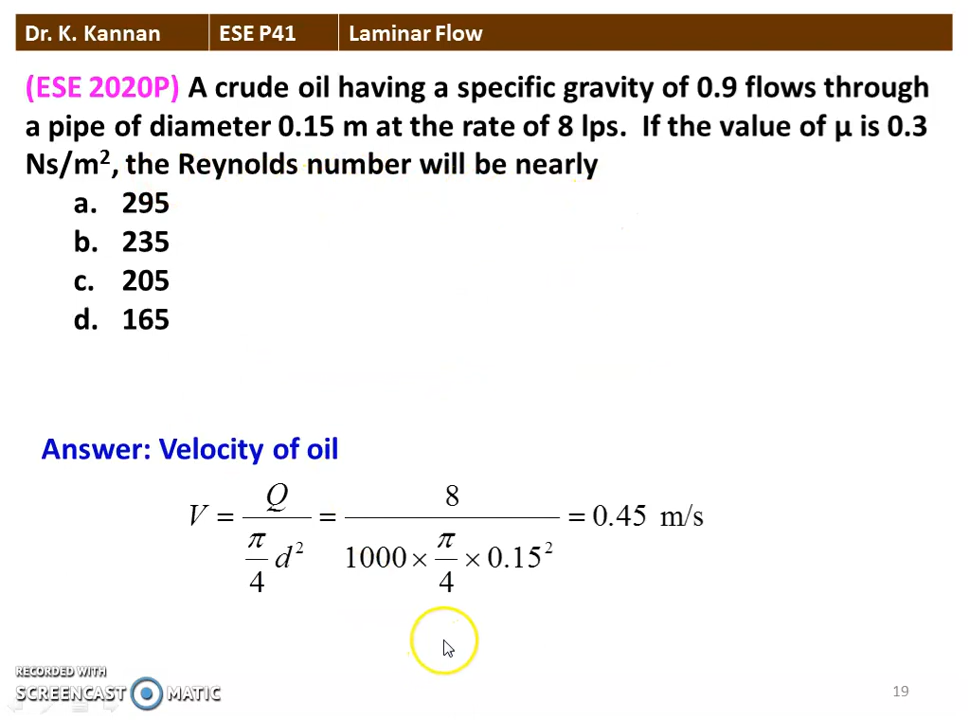 Dr. K. Kannan ESE P41 Laminar Flow
(ESE 2020P) A crude oil having a specific gravity of 0.9 flows through
a pipe of diameter 0.15 m at the rate of 8 lps. If the value of μ is 0.3
Ns/m², the Reynolds number will be nearly
a. 295
b. 235
c. 205
d. 165
Answer: Velocity of oil
V = Q / (π/4 d²) = 8 / (1000 × π/4 × 0.15²) = 0.45 m/s
RECORDED WITH
SCREENCAST MATIC
19